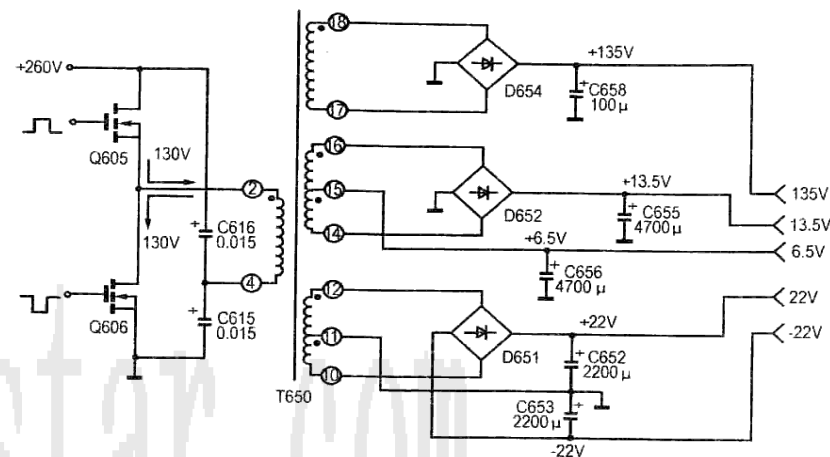 +260V
Q605
130V
130V
C616
0.015
Q606
C615
0.015
2
4
T650
18
17
16
15
14
12
11
10
D654
+135V
+
C658
100μ
D652
+13.5V
+
C655
4700μ
+6.5V
+
C656
4700μ
D651
+22V
+
C652
2200μ
+
C653
2200μ
-22V
+
+
135V
13.5V
6.5V
22V
-22V